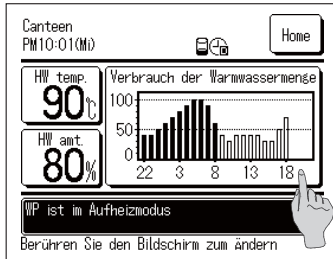 Canteen
PM10:01(Mi)
Home
HW temp.
90℃
HW amt.
80%
Verbrauch der Warmwassermenge
100
50
0
22 3 8 13 18
WP ist im Aufheizmodus
Berühren Sie den Bildschirm zum ändern